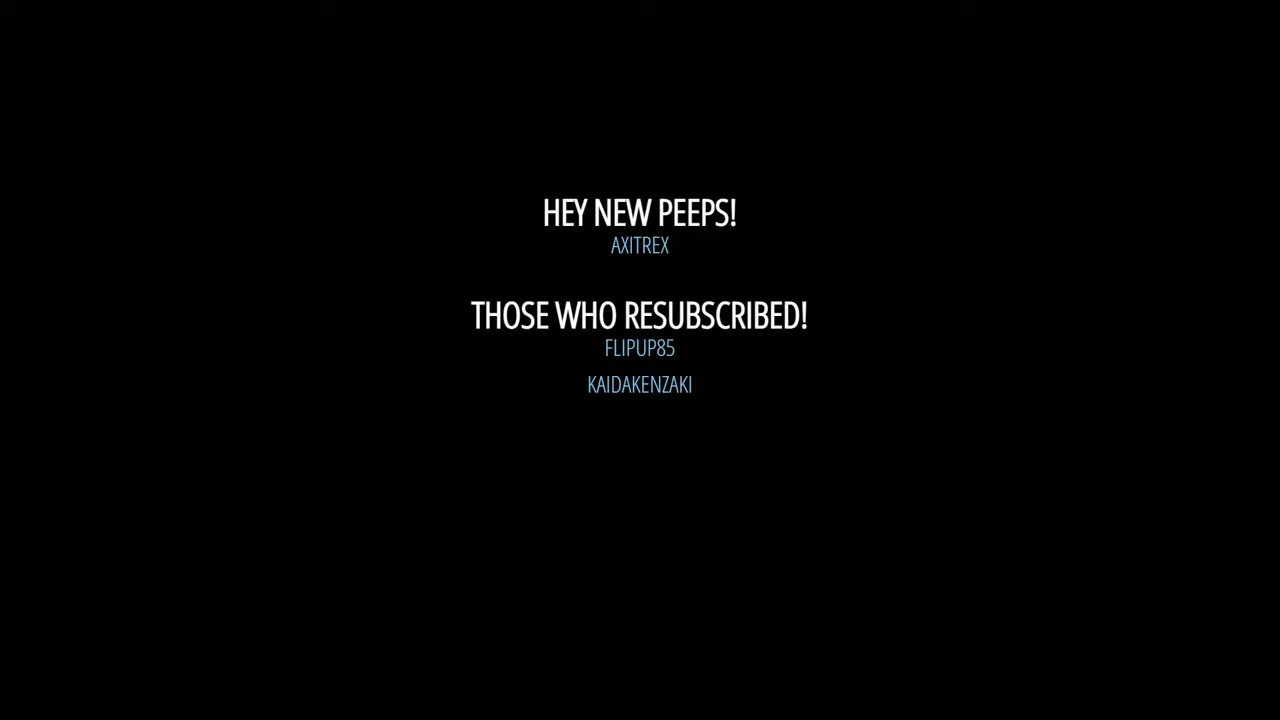 HEY NEW PEEPS!
AXITREX
THOSE WHO RESUBSCRIBED!
FLIPUP85
KAIDAKENZAKI